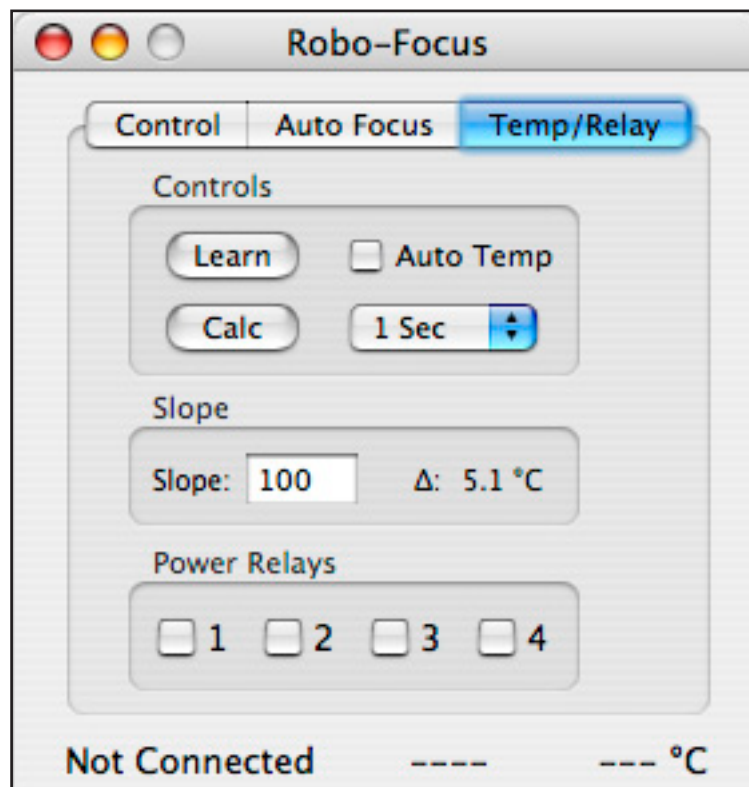 Robo-Focus
Control Auto Focus Temp/Relay
Controls
Learn Auto Temp
Calc 1 Sec
Slope
Slope: 100 Δ: 5.1 °C
Power Relays
1 2 3 4
Not Connected ---- --- °C